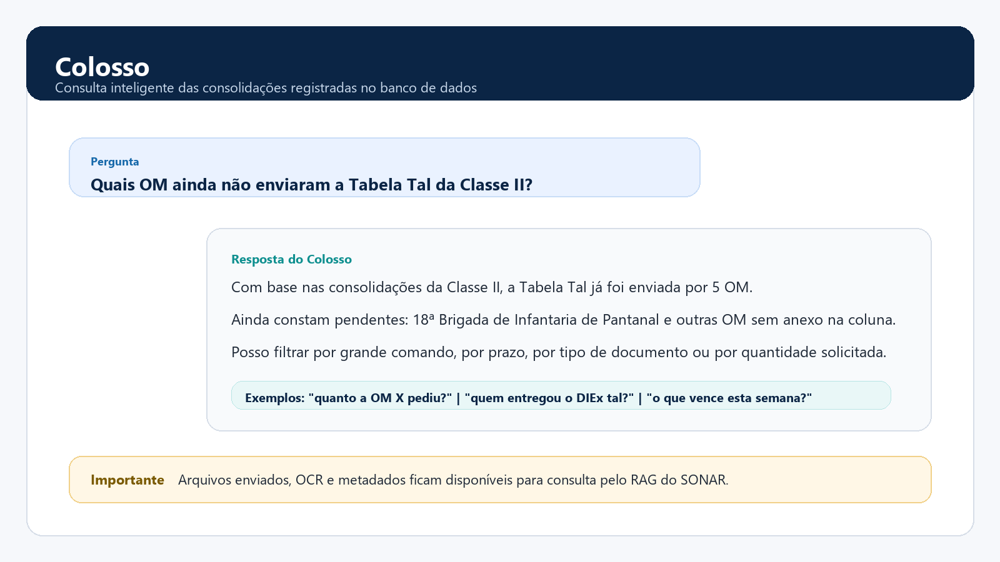 Colosso
Consulta inteligente das consolidações registradas no banco de dados
Pergunta
Quais OM ainda não enviaram a Tabela Tal da Classe II?
Resposta do Colosso
Com base nas consolidações da Classe II, a Tabela Tal já foi enviada por 5 OM.
Ainda constam pendentes: 18ª Brigada de Infantaria de Pantanal e outras OM sem anexo na coluna.
Posso filtrar por grande comando, por prazo, por tipo de documento ou por quantidade solicitada.
Exemplos: "quanto a OM X pediu?" | "quem entregou o DIEx tal?" | "o que vence esta semana?"
Importante Arquivos enviados, OCR e metadados ficam disponíveis para consulta pelo RAG do SONAR.